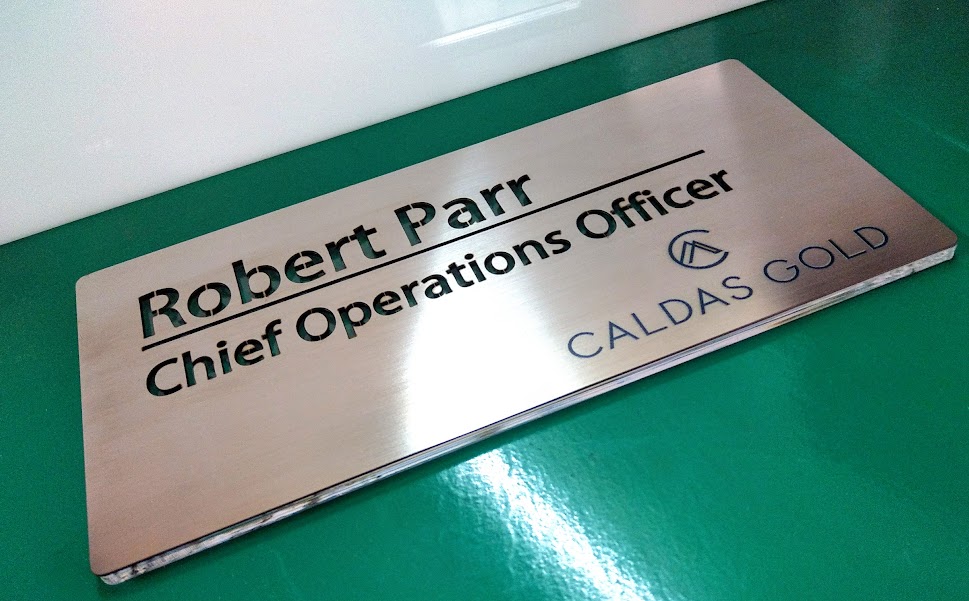 Robert Parr
Chief Operations Officer
CALDAS GOLD